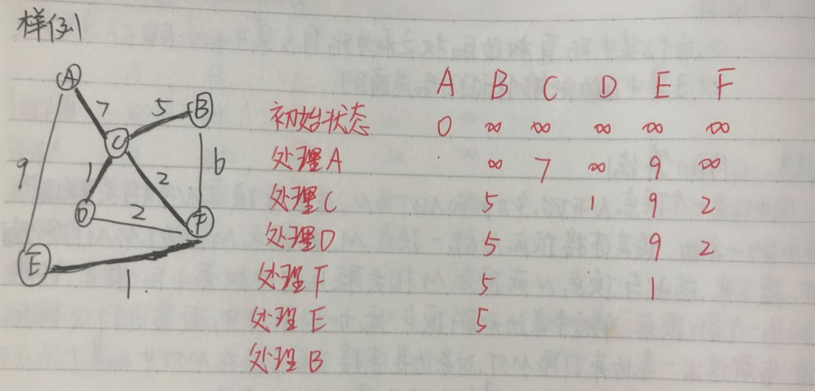 样例1
A
7
5
B
C
9
1
2
6
D
2
F
E
1.
A B C D E F
初始状态 0 ∞ ∞ ∞ ∞ ∞
处理A · ∞ 7 ∞ 9 ∞
处理C 5 1 9 2
处理D 5 9 2
处理F 5 1
处理E 5
处理B